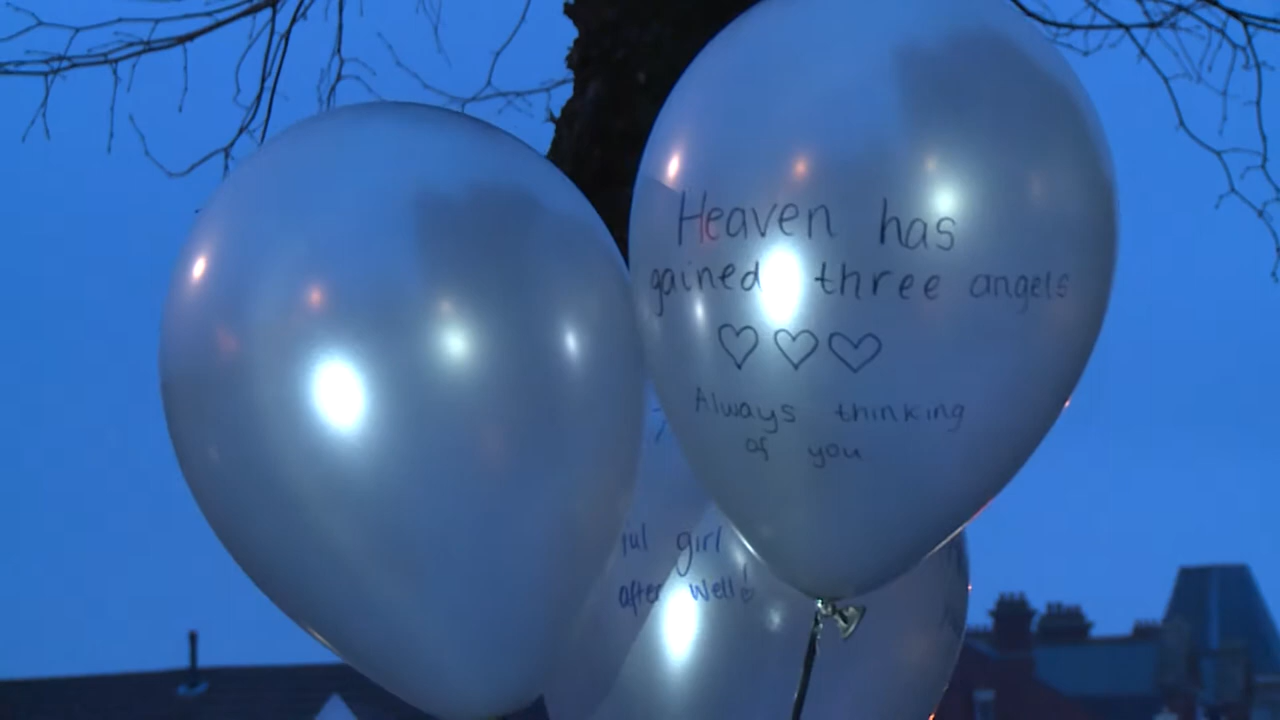 Heaven has
gained three angels
♡♡♡
Always thinking
of you
girl
after well!